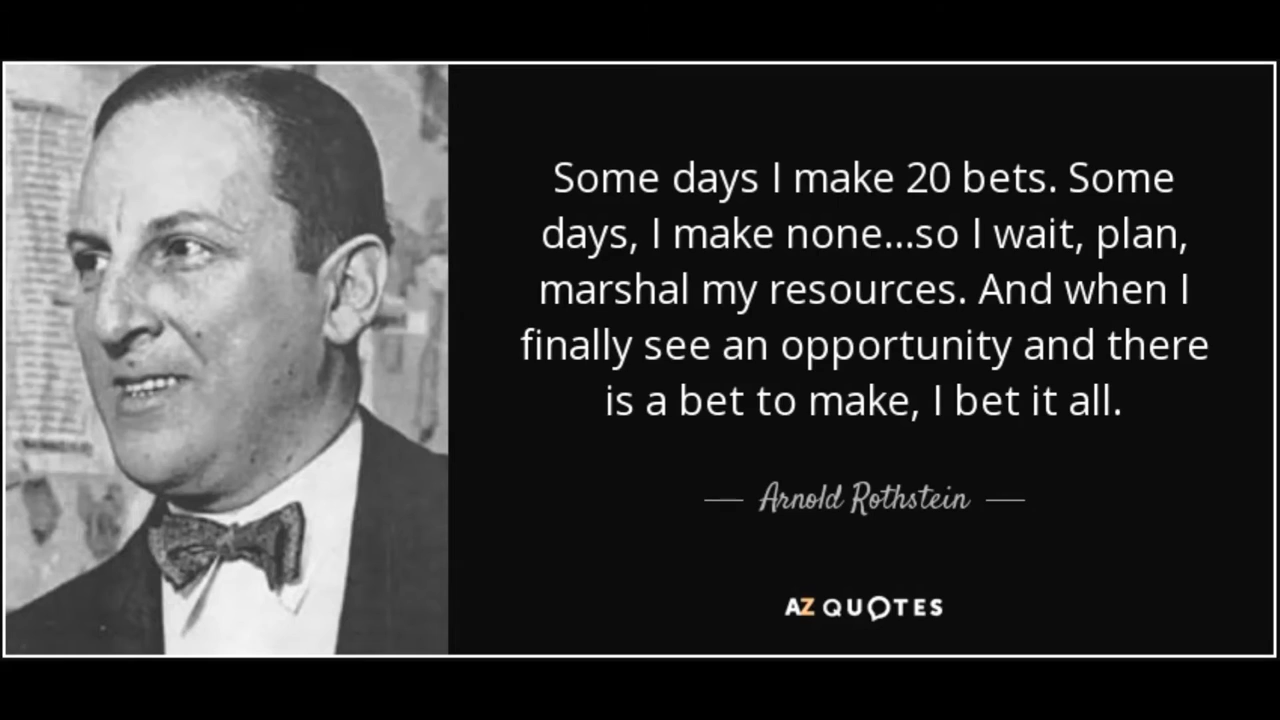 Some days I make 20 bets. Some
days, I make none...so I wait, plan,
marshal my resources. And when I
finally see an opportunity and there
is a bet to make, I bet it all.
Arnold Rothstein
AZ QUOTES